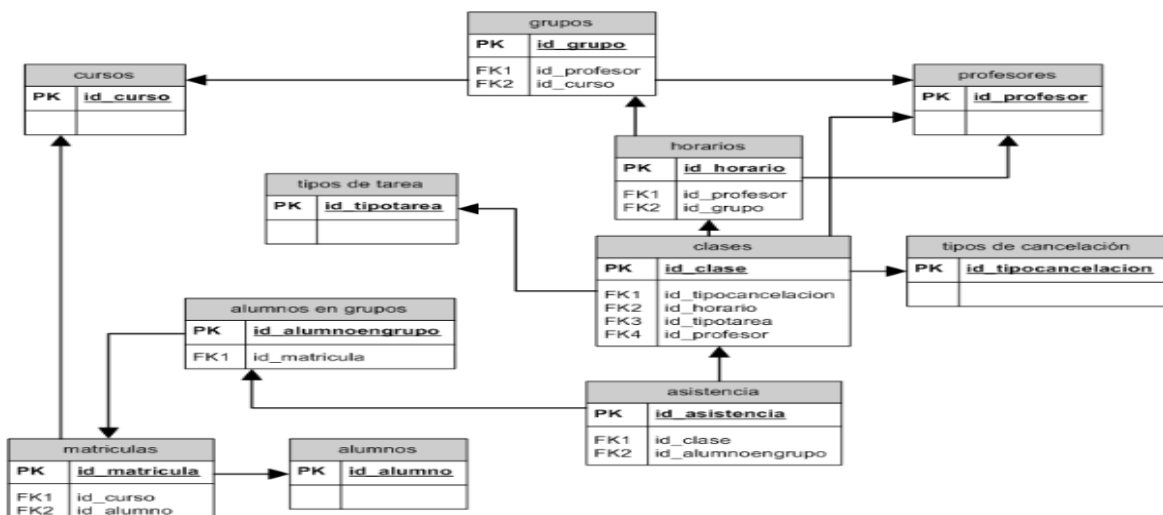 grupos
PK id_grupo
FK1 id_profesor
FK2 id_curso
cursos
PK id_curso
profesores
PK id_profesor
horarios
PK id_horario
FK1 id_profesor
FK2 id_grupo
tipos de tarea
PK id_tipotarea
clases
PK id_clase
FK1 id_tipocancelacion
FK2 id_horario
FK3 id_tipotarea
FK4 id_profesor
tipos de cancelación
PK id_tipocancelacion
alumnos en grupos
PK id_alumnoengrupo
FK1 id_matricula
asistencia
PK id_asistencia
FK1 id_clase
FK2 id_alumnoengrupo
matriculas
PK id_matricula
FK1 id_curso
FK2 id_alumno
alumnos
PK id_alumno